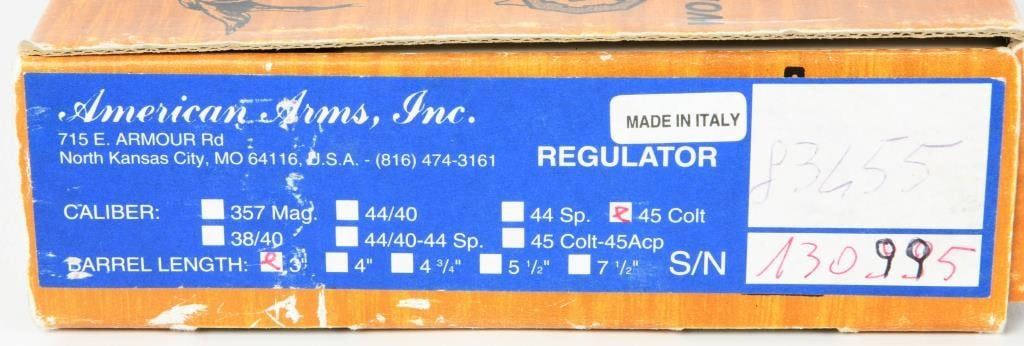 American Arms, Inc.
715 E. ARMOUR Rd
North Kansas City, MO 64116, U.S.A. - (816) 474-3161
MADE IN ITALY
REGULATOR
83455
CALIBER: 357 Mag. 44/40 44 Sp. 45 Colt
38/40 44/40-44 Sp. 45 Colt-45Acp
BARREL LENGTH: 3" 4" 4 3/4" 5 1/2" 7 1/2" S/N 130995